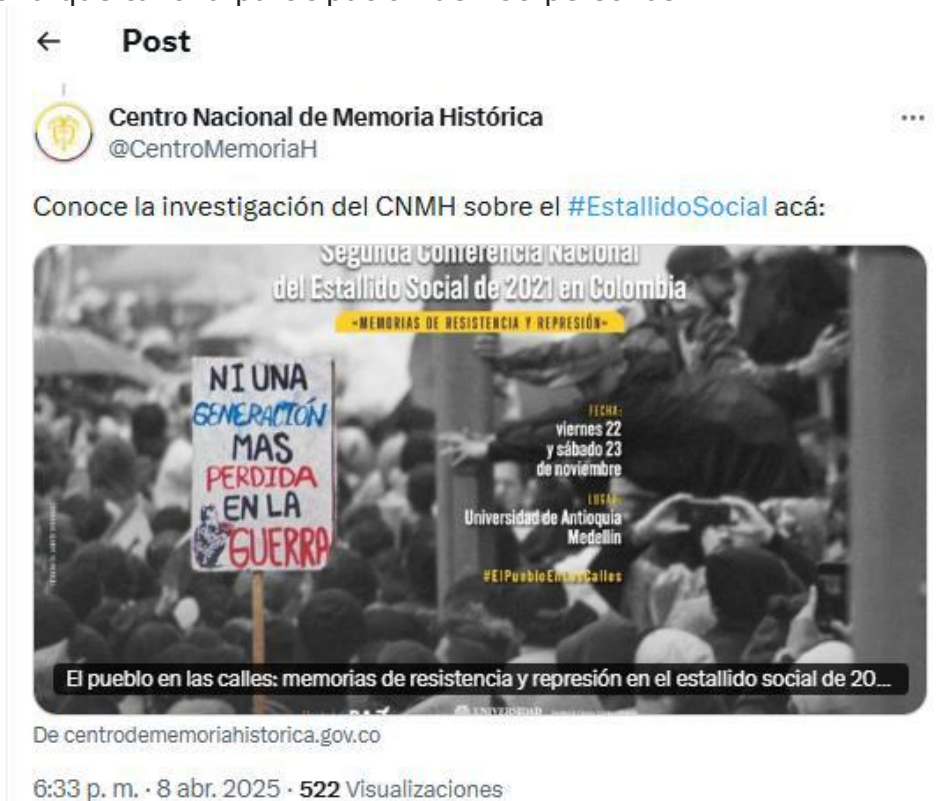 Post
Centro Nacional de Memoria Histórica
@CentroMemoriaH
Conoce la investigación del CNMH sobre el #EstallidoSocial acá:
Segunda Conferencia Nacional
del Estallido Social de 2021 en Colombia
-MEMORIAS DE RESISTENCIA Y REPRESIÓN-
NI UNA
GENERACIÓN
MAS
PERDIDA
EN LA
GUERRA
FECHA:
viernes 22
y sábado 23
de noviembre
LUGAR:
Universidad de Antioquia
Medellín
#ElPuebloEnLasCalles
El pueblo en las calles: memorias de resistencia y represión en el estallido social de 20...
UNIVERSIDAD
De centrodememoriahistorica.gov.co
6:33 p. m. · 8 abr. 2025 · 522 Visualizaciones